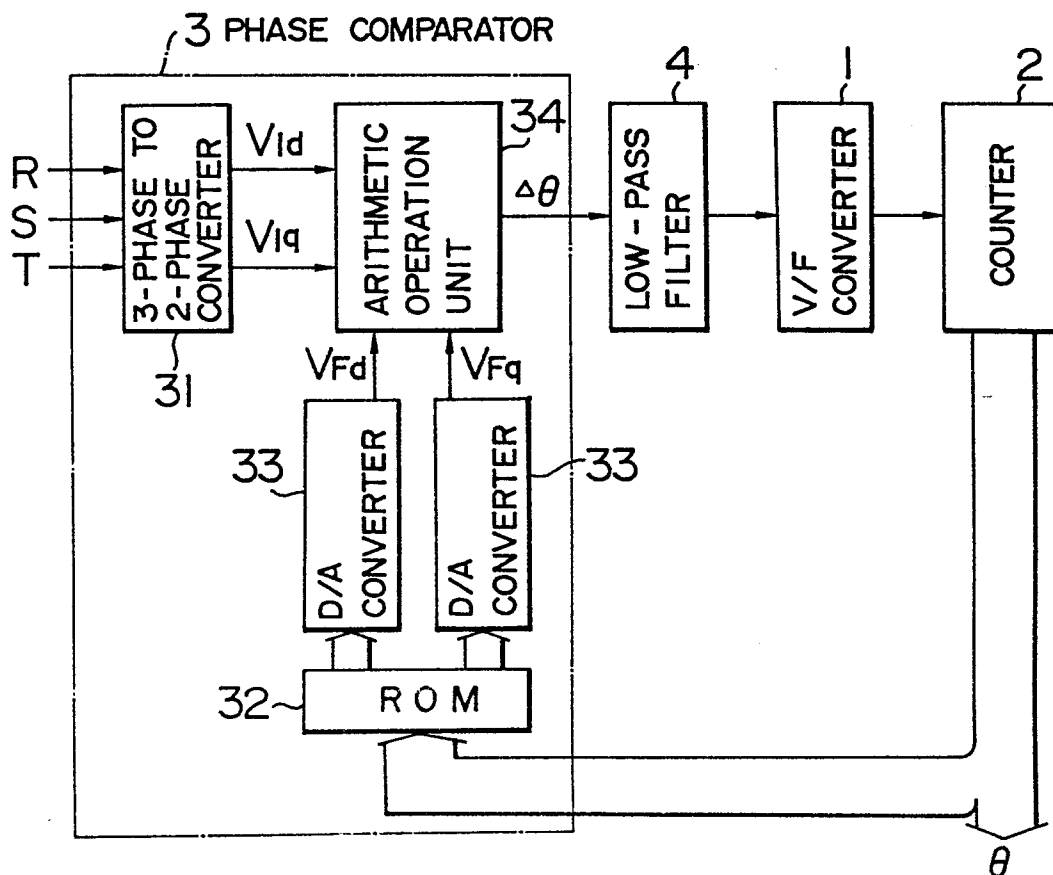 3 PHASE COMPARATOR
R
S
T
3-PHASE TO
2-PHASE
CONVERTER
31
V1d
V1q
ARITHMETIC
OPERATION
UNIT
34
Δθ
4
LOW-PASS
FILTER
1
V/F
CONVERTER
2
COUNTER
VFd
VFq
33
D/A
CONVERTER
D/A
CONVERTER
33
32
ROM
θ